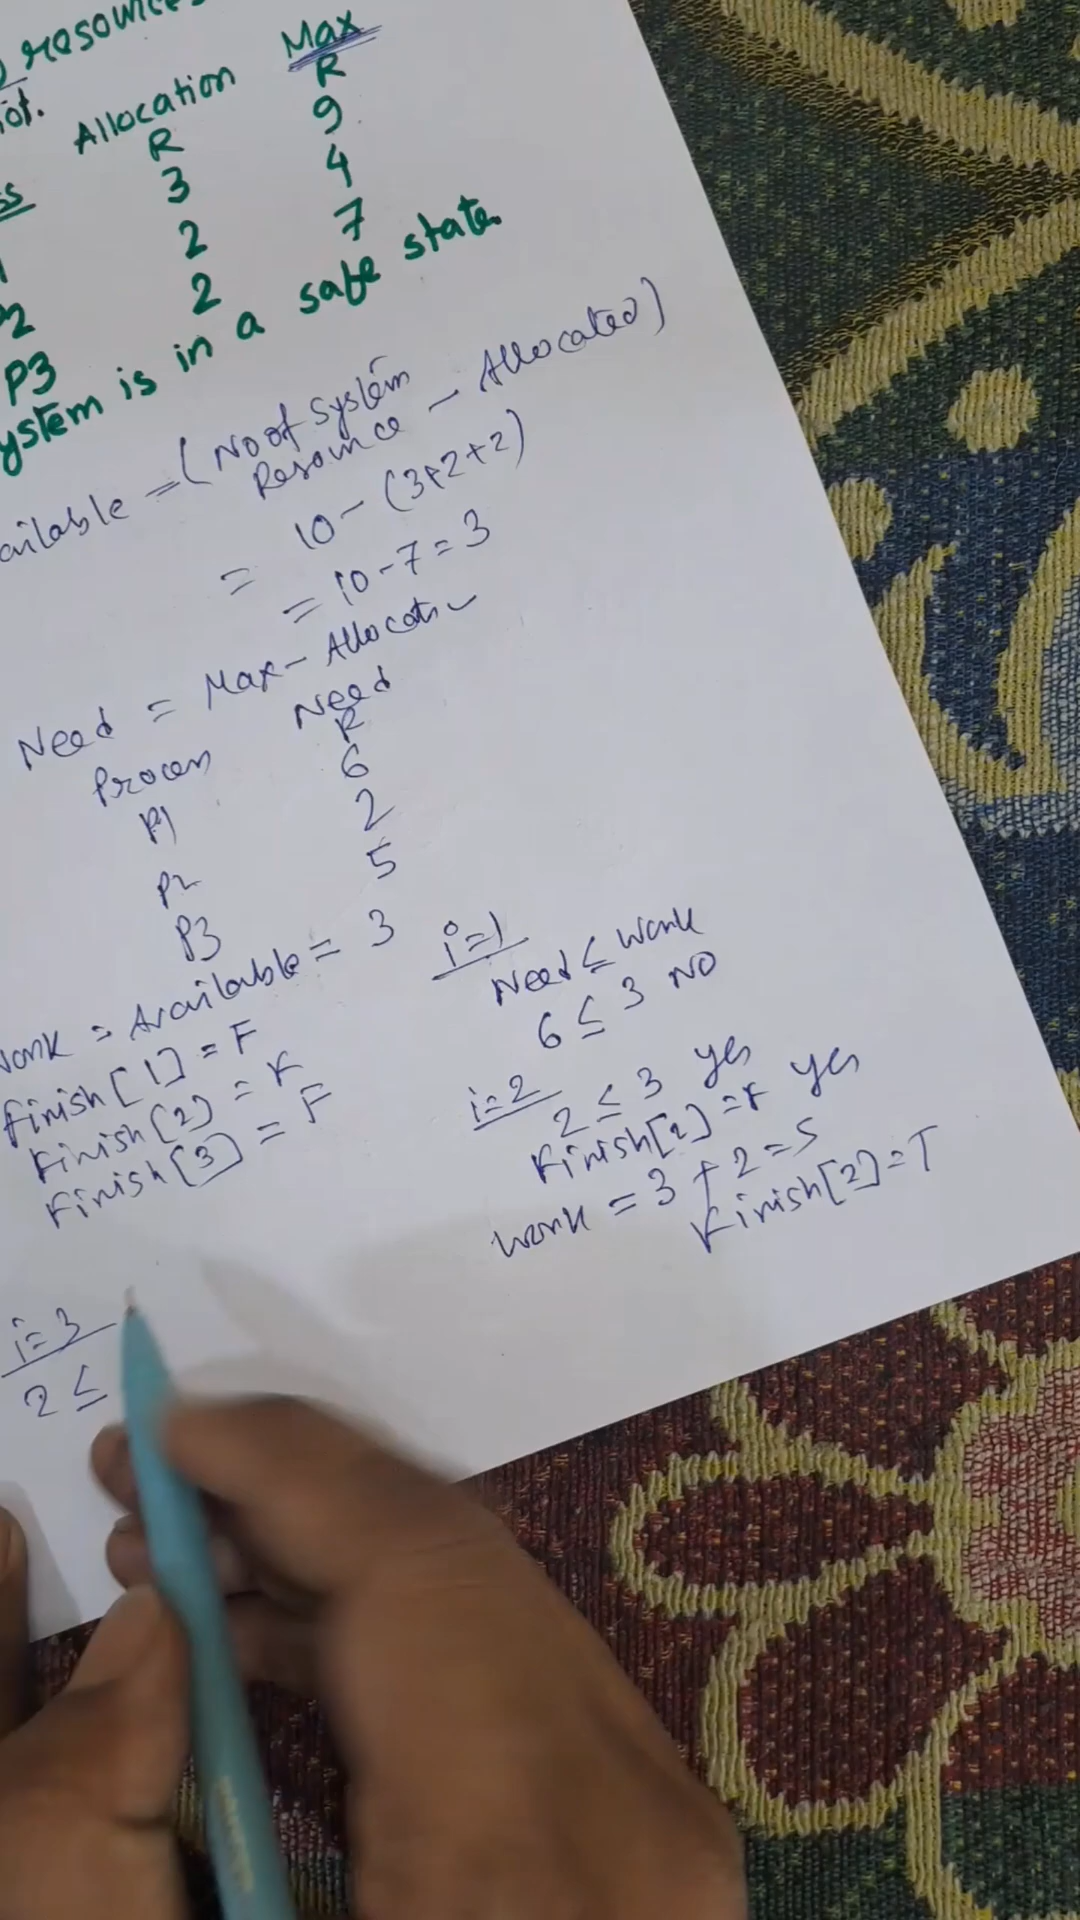 resources
Allocation Max
R R
3 9
2 4
P3 2 7
system is in a safe state.
Available = (No of System
Resource - Allocated)
= 10 - (3+2+2)
= 10 - 7 = 3
Need = Max - Allocation
Process Need
R
P1 6
P2 2
P3 5
Work = Available = 3
Finish [1] = F
Finish [2] = F
Finish [3] = F
i=1
Need ≤ Work
6 ≤ 3 NO
i=2
2 ≤ 3 yes
Finish[2] = F yes
Work = 3 + 2 = 5
Finish[2] = T
i=3
2 ≤